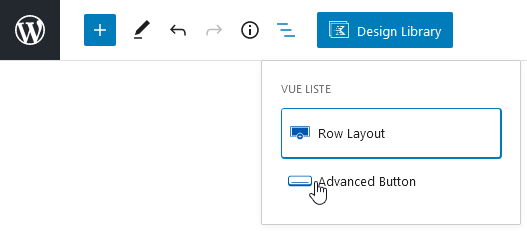 Design Library
VUE LISTE
Row Layout
Advanced Button